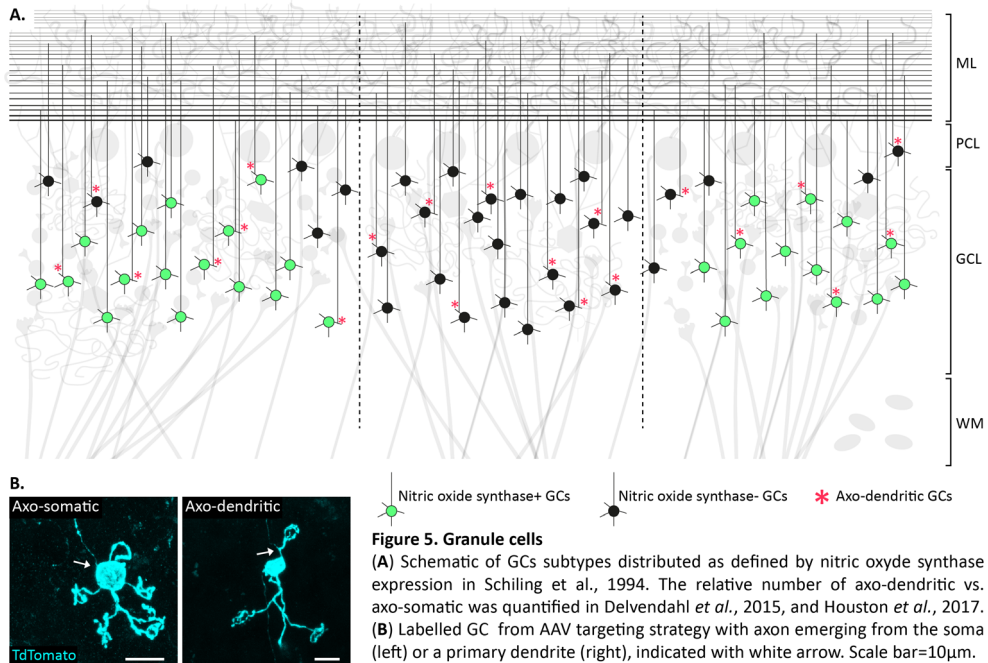 A.
ML
PCL
GCL
WM
B.
Axo-somatic
Axo-dendritic
TdTomato
Nitric oxide synthase+ GCs
Nitric oxide synthase- GCs
* Axo-dendritic GCs
Figure 5. Granule cells
(A) Schematic of GCs subtypes distributed as defined by nitric oxyde synthase
expression in Schiling et al., 1994. The relative number of axo-dendritic vs.
axo-somatic was quantified in Delvendahl et al., 2015, and Houston et al., 2017.
(B) Labelled GC from AAV targeting strategy with axon emerging from the soma
(left) or a primary dendrite (right), indicated with white arrow. Scale bar=10μm.